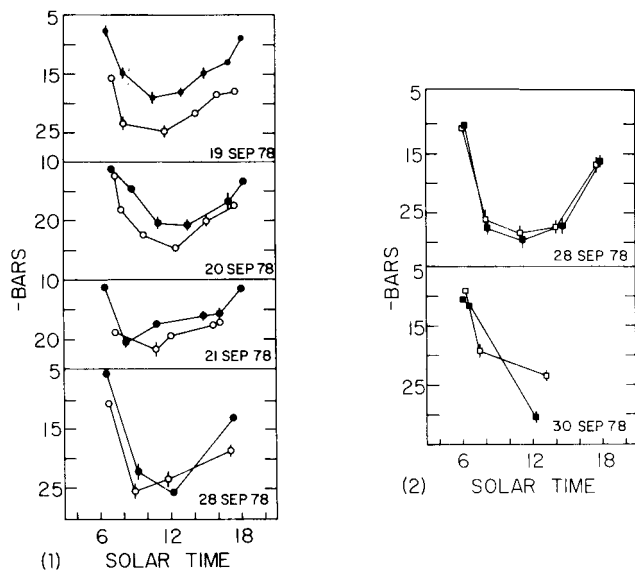 5
15
25
19 SEP 78
10
20
20 SEP 78
10
20
21 SEP 78
5
15
25
28 SEP 78
-BARS
6 12 18
(1) SOLAR TIME
5
15
25
28 SEP 78
5
15
25
30 SEP 78
-BARS
6 12 18
(2) SOLAR TIME